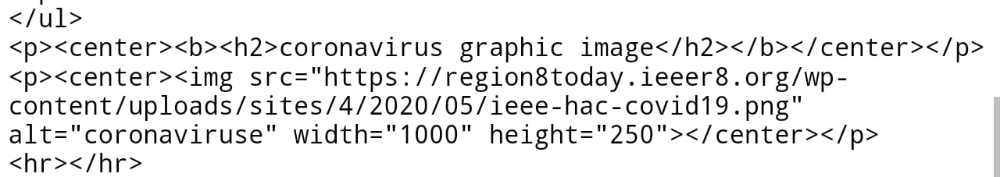 </ul>
<p><center><b><h2>coronavirus graphic image</h2></b></center></p>
<p><center><img src="https://region8today.ieeer8.org/wp-
content/uploads/sites/4/2020/05/ieee-hac-covid19.png"
alt="coronaviruse" width="1000" height="250"></center></p>
<hr></hr>